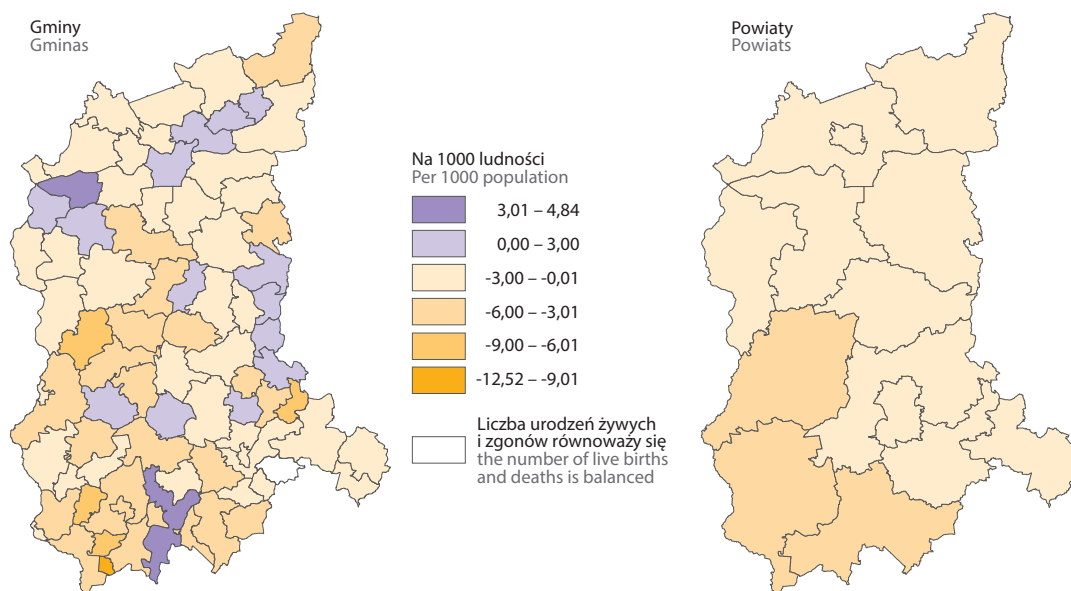 Gminy
Gminas
Powiaty
Powiats
Na 1000 ludności
Per 1000 population
3,01 – 4,84
0,00 – 3,00
-3,00 – -0,01
-6,00 – -3,01
-9,00 – -6,01
-12,52 – -9,01
Liczba urodzeń żywych
i zgonów równoważy się
the number of live births
and deaths is balanced